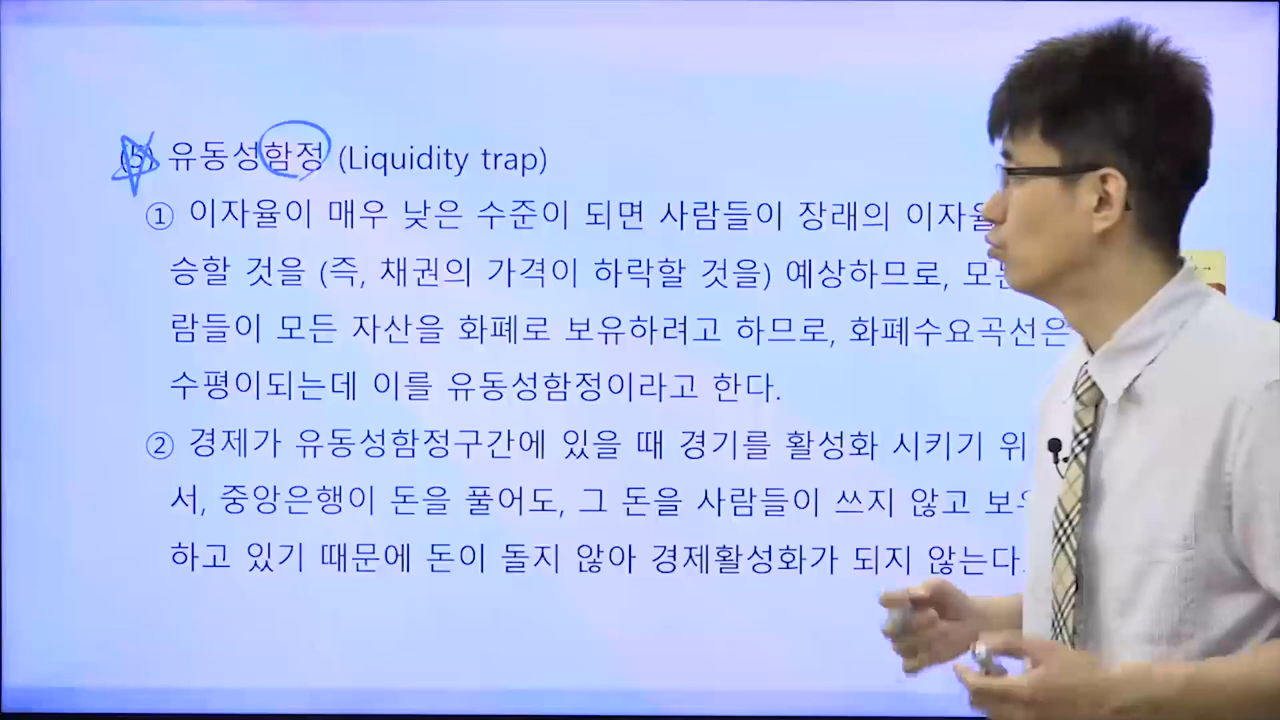 (5) 유동성함정 (Liquidity trap)
① 이자율이 매우 낮은 수준이 되면 사람들이 장래의
승할 것을 (즉, 채권의 가격이 하락할 것을) 예상하므로,
람들이 모든 자산을 화폐로 보유하려고 하므로, 화폐수요곡선은
수평이되는데 이를 유동성함정이라고 한다.
② 경제가 유동성함정구간에 있을 때 경기를 활성화 시키기
서, 중앙은행이 돈을 풀어도, 그 돈을 사람들이 쓰지 않고
하고 있기 때문에 돈이 돌지 않아 경제활성화가 되지 않는다.